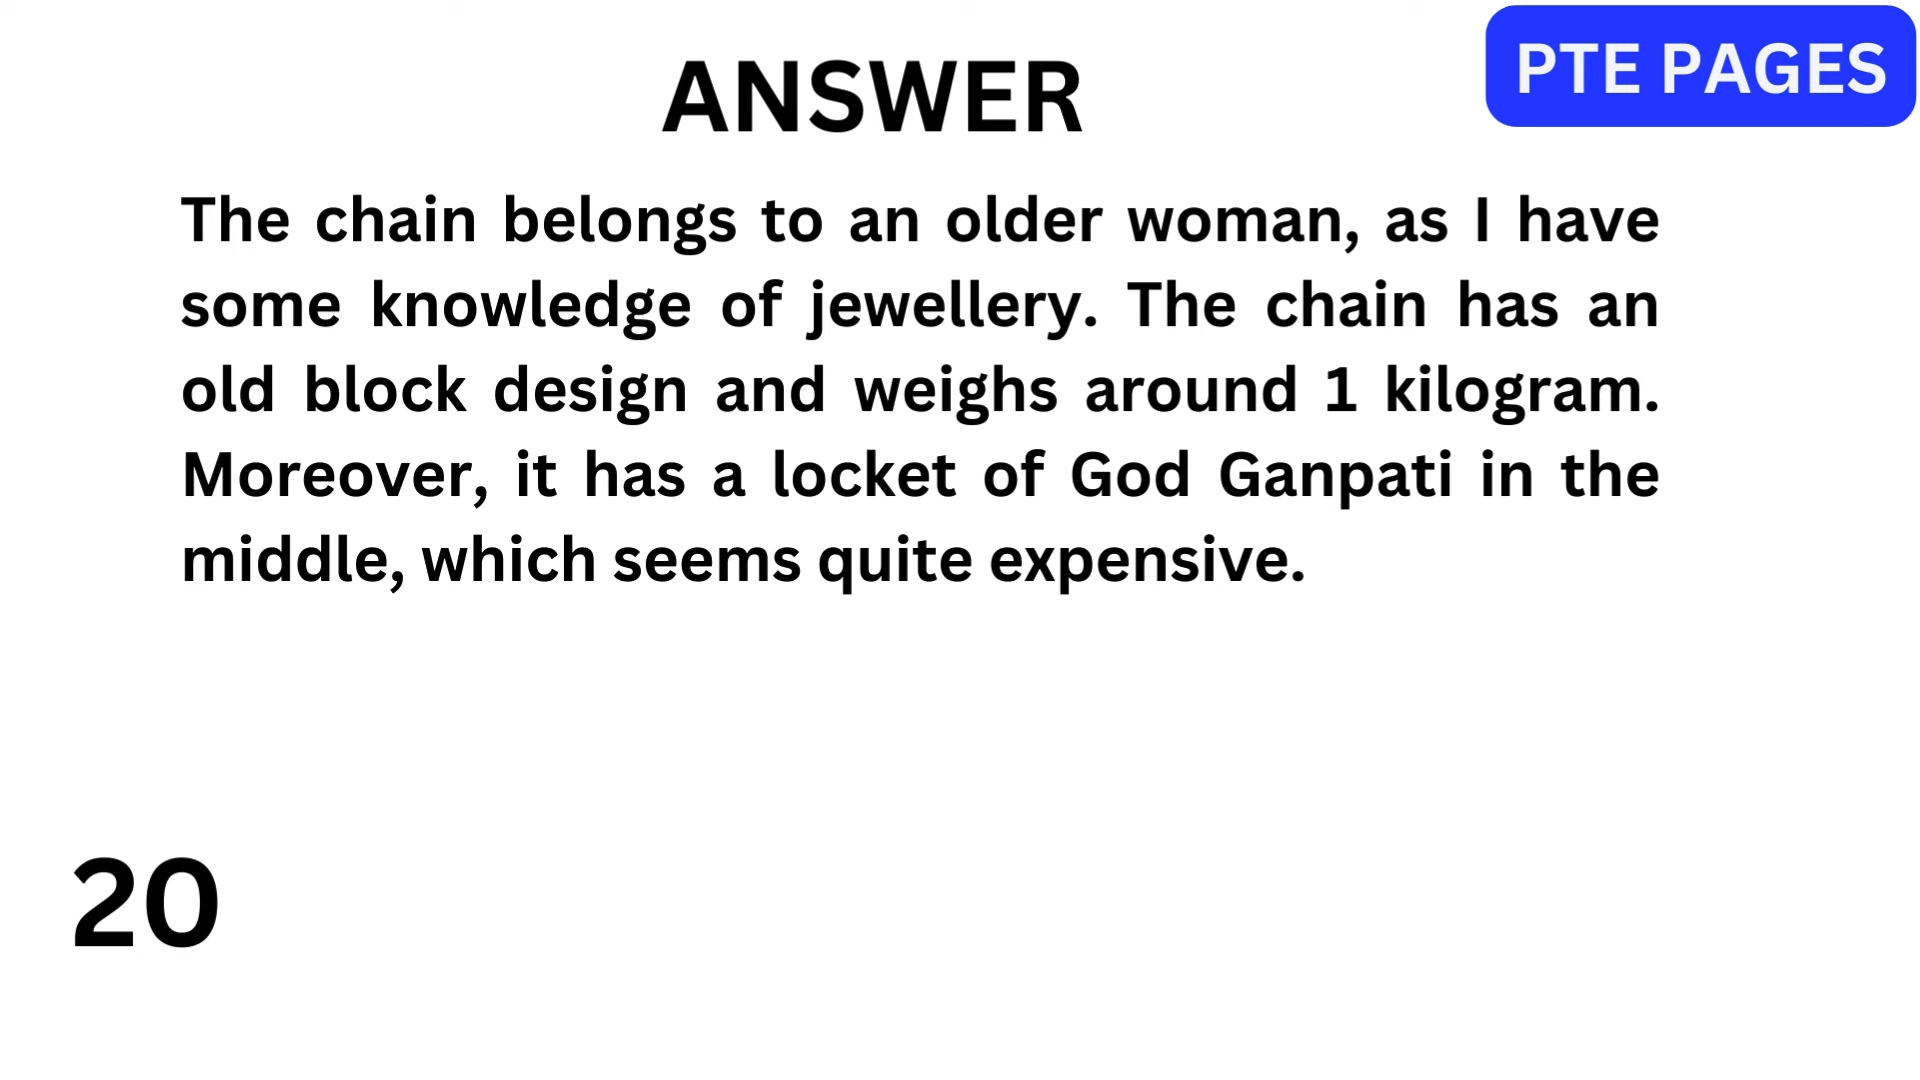 PTE PAGES
ANSWER
The chain belongs to an older woman, as I have
some knowledge of jewellery. The chain has an
old block design and weighs around 1 kilogram.
Moreover, it has a locket of God Ganpati in the
middle, which seems quite expensive.
20